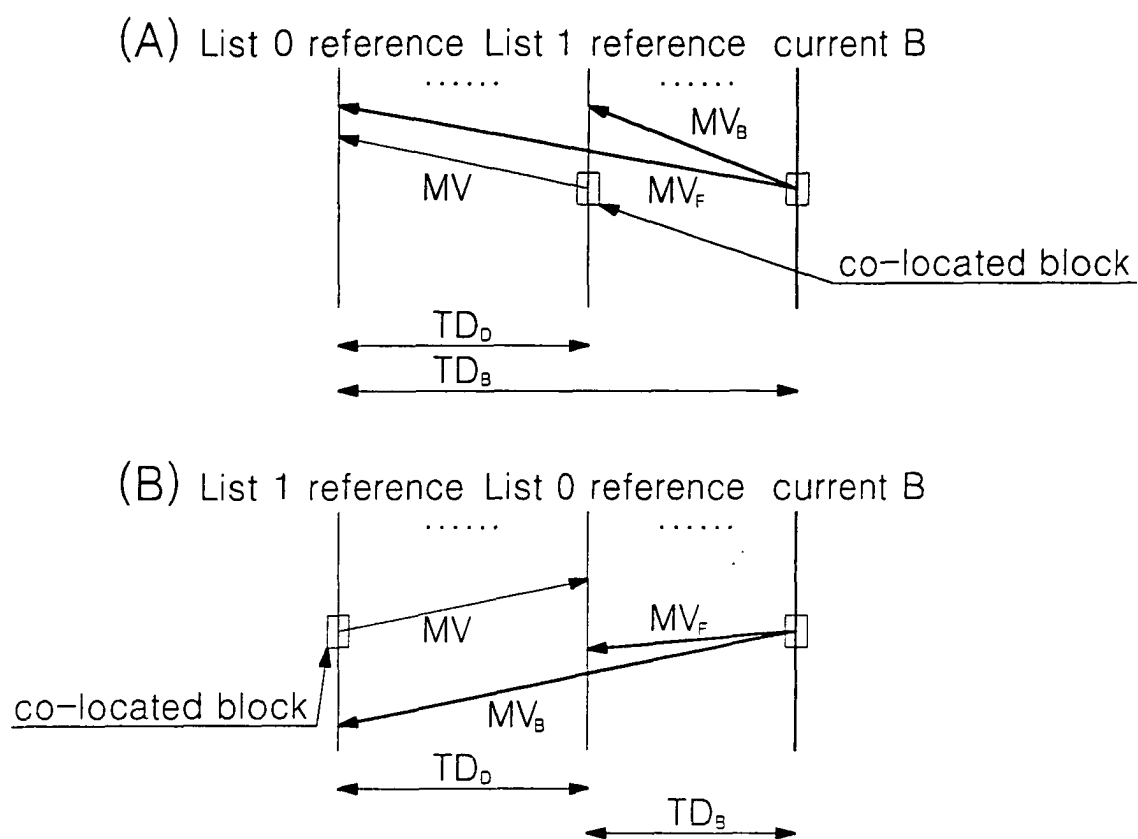 (A) List 0 reference List 1 reference current B
...... ......
MV_B
MV MV_F
co-located block
TD_D
TD_B
(B) List 1 reference List 0 reference current B
...... ......
MV MV_F
co-located block
MV_B
TD_D
TD_B